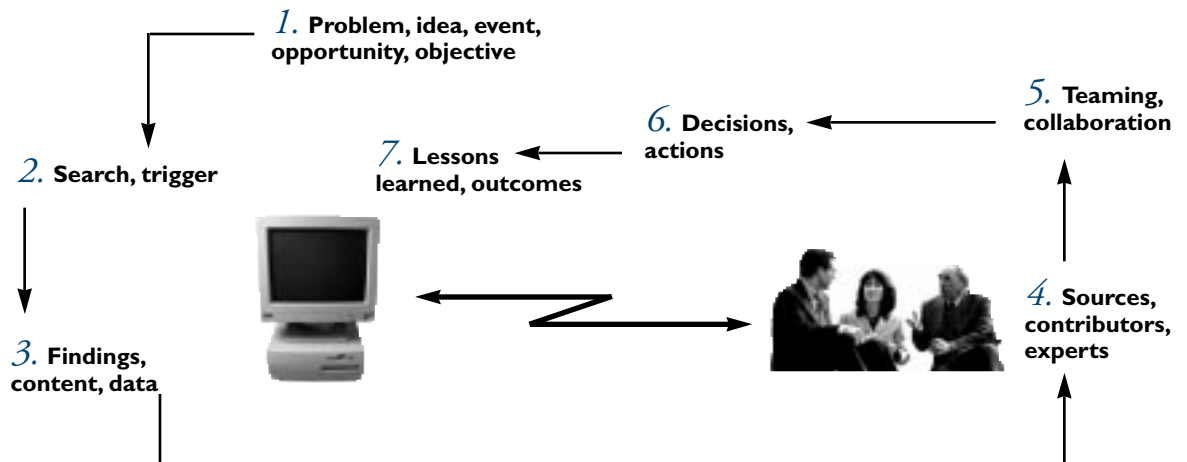 1. Problem, idea, event,
opportunity, objective
2. Search, trigger
3. Findings,
content, data
4. Sources,
contributors,
experts
5. Teaming,
collaboration
6. Decisions,
actions
7. Lessons
learned, outcomes